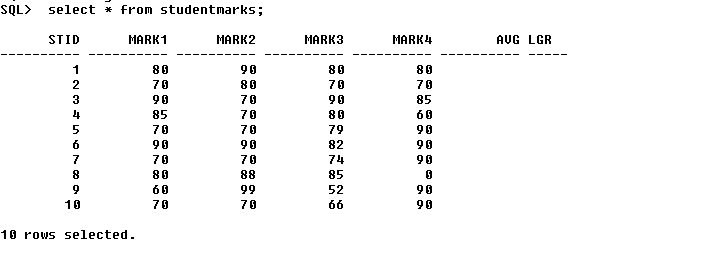 SQL> select * from studentmarks;
STID MARK1 MARK2 MARK3 MARK4 AVG LGR
---------- ---------- ---------- ---------- ---------- ---------- -----
1 80 90 80 80
2 70 80 70 70
3 90 70 90 85
4 85 70 80 60
5 70 70 79 90
6 90 90 82 90
7 70 70 74 90
8 80 88 85 0
9 60 99 52 90
10 70 70 66 90
10 rows selected.